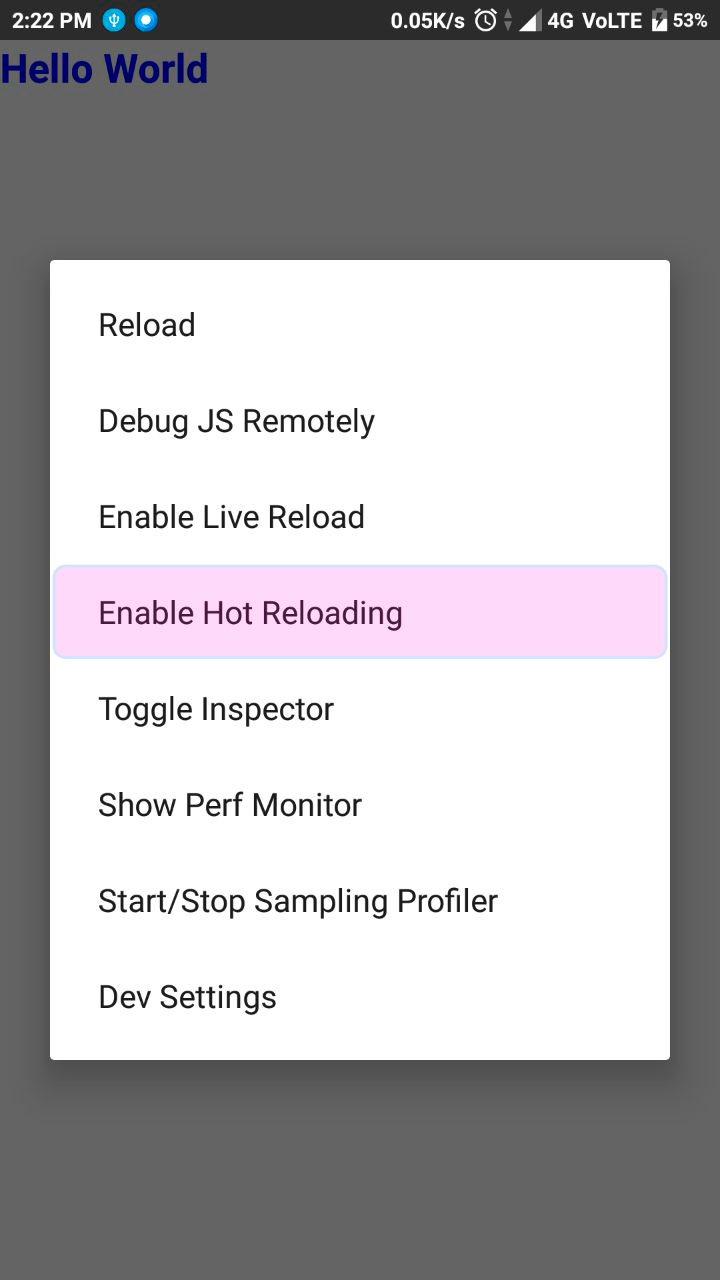 2:22 PM 0.05K/s 4G VoLTE 53%
Hello World
Reload
Debug JS Remotely
Enable Live Reload
Enable Hot Reloading
Toggle Inspector
Show Perf Monitor
Start/Stop Sampling Profiler
Dev Settings